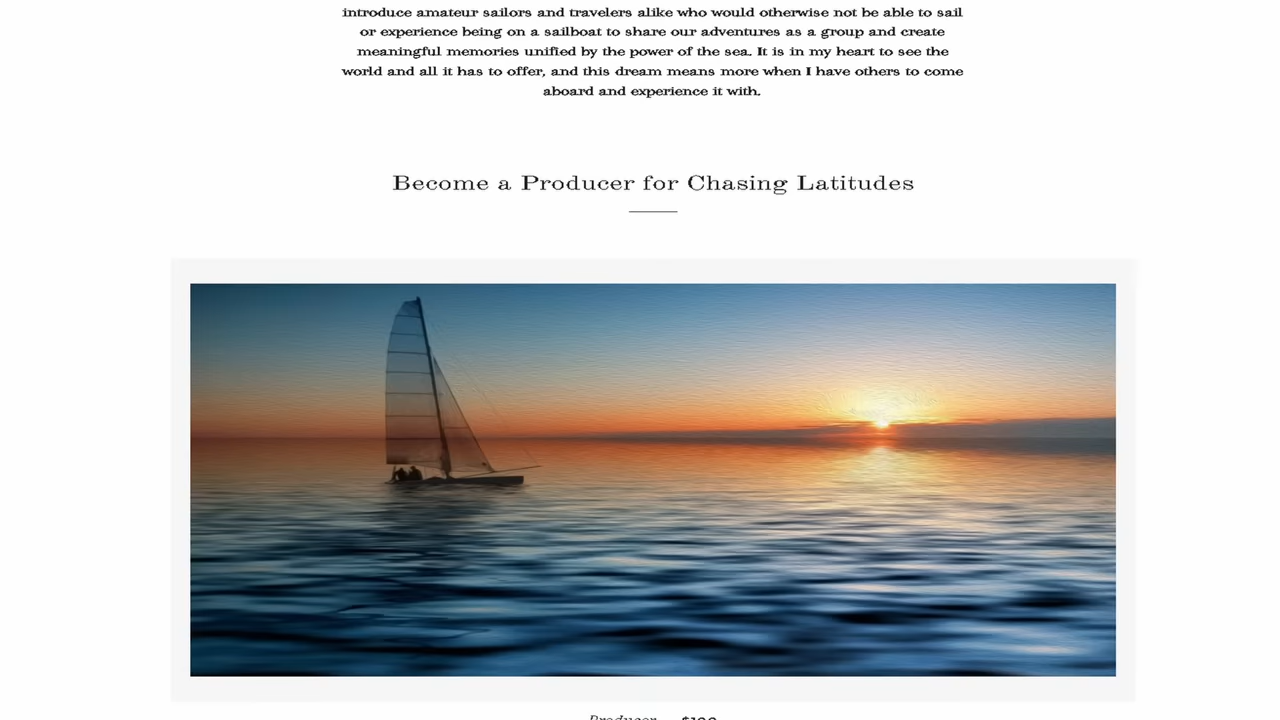 introduce amateur sailors and travelers alike who would otherwise not be able to sail
or experience being on a sailboat to share our adventures as a group and create
meaningful memories unified by the power of the sea. It is in my heart to see the
world and all it has to offer, and this dream means more when I have others to come
aboard and experience it with.
Become a Producer for Chasing Latitudes
Producer